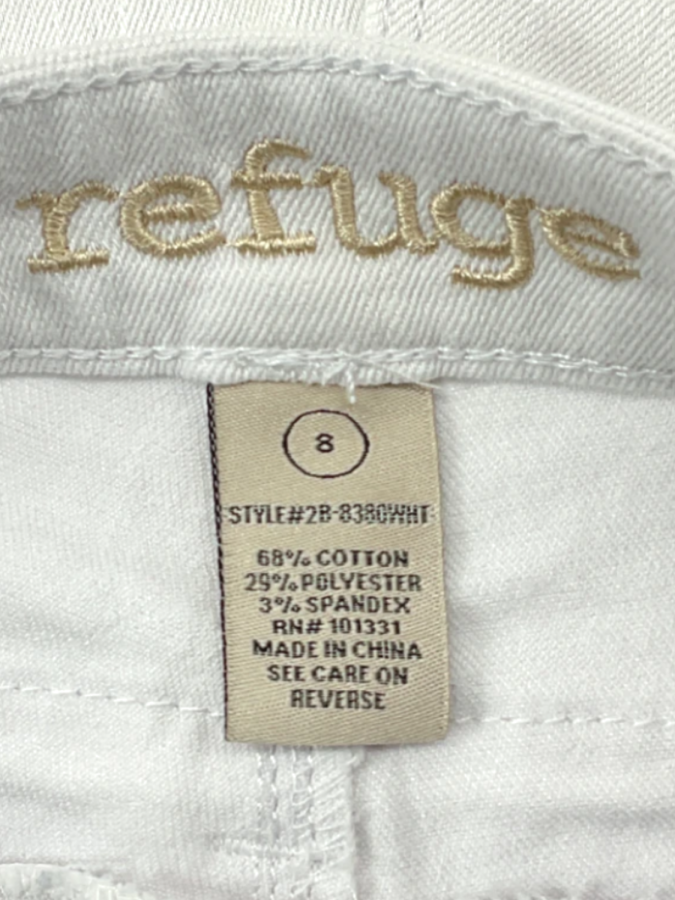 refuge
8
STYLE#2B-8380WHT
68% COTTON
29% POLYESTER
3% SPANDEX
RN# 101331
MADE IN CHINA
SEE CARE ON
REVERSE